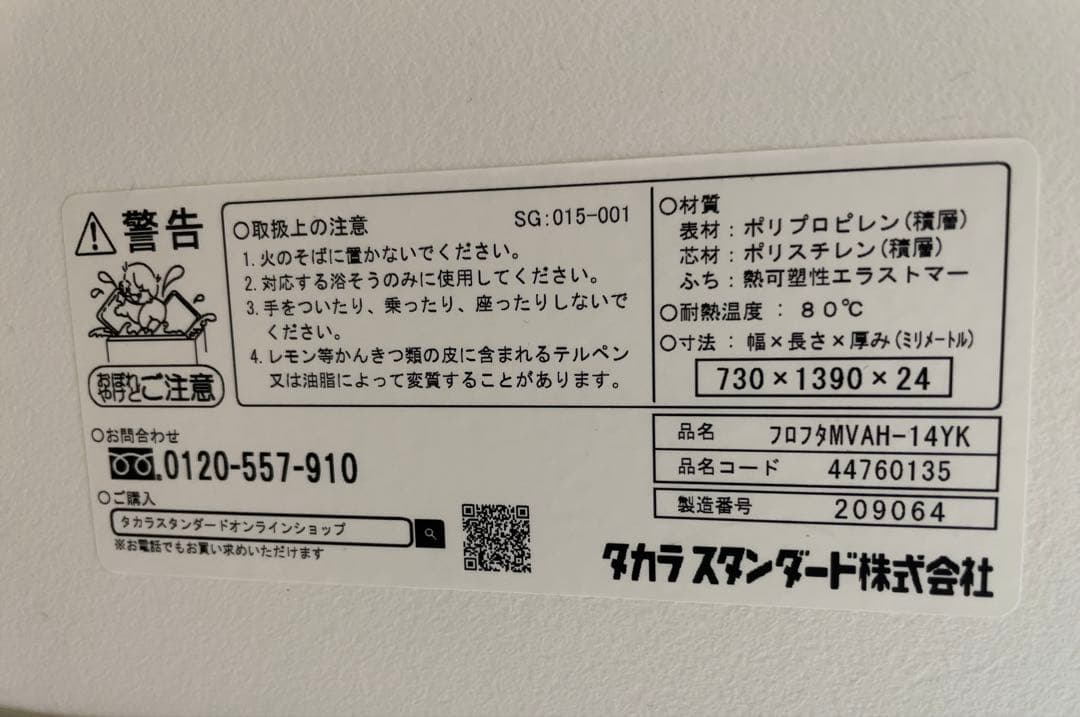 警告
おぼれ
やけど
ご注意
○取扱上の注意
SG:015-001
1.火のそばに置かないでください。
2.対応する浴そうのみに使用してください。
3.手をついたり、乗ったり、座ったりしないで
ください。
4.レモン等かんきつ類の皮に含まれるテルペン
又は油脂によって変質することがあります。
○材質
表材：ポリプロピレン(積層)
芯材：ポリスチレン(積層)
ふち：熱可塑性エラストマー
○耐熱温度：80℃
○寸法：幅×長さ×厚み(ミリメートル)
730×1390×24
○お問合わせ
0120-557-910
○ご購入
タカラスタンダードオンラインショップ
※お電話でもお買い求めいただけます
品名 フロフタMVAH-14YK
品名コード 44760135
製造番号 209064
タカラスタンダード株式会社